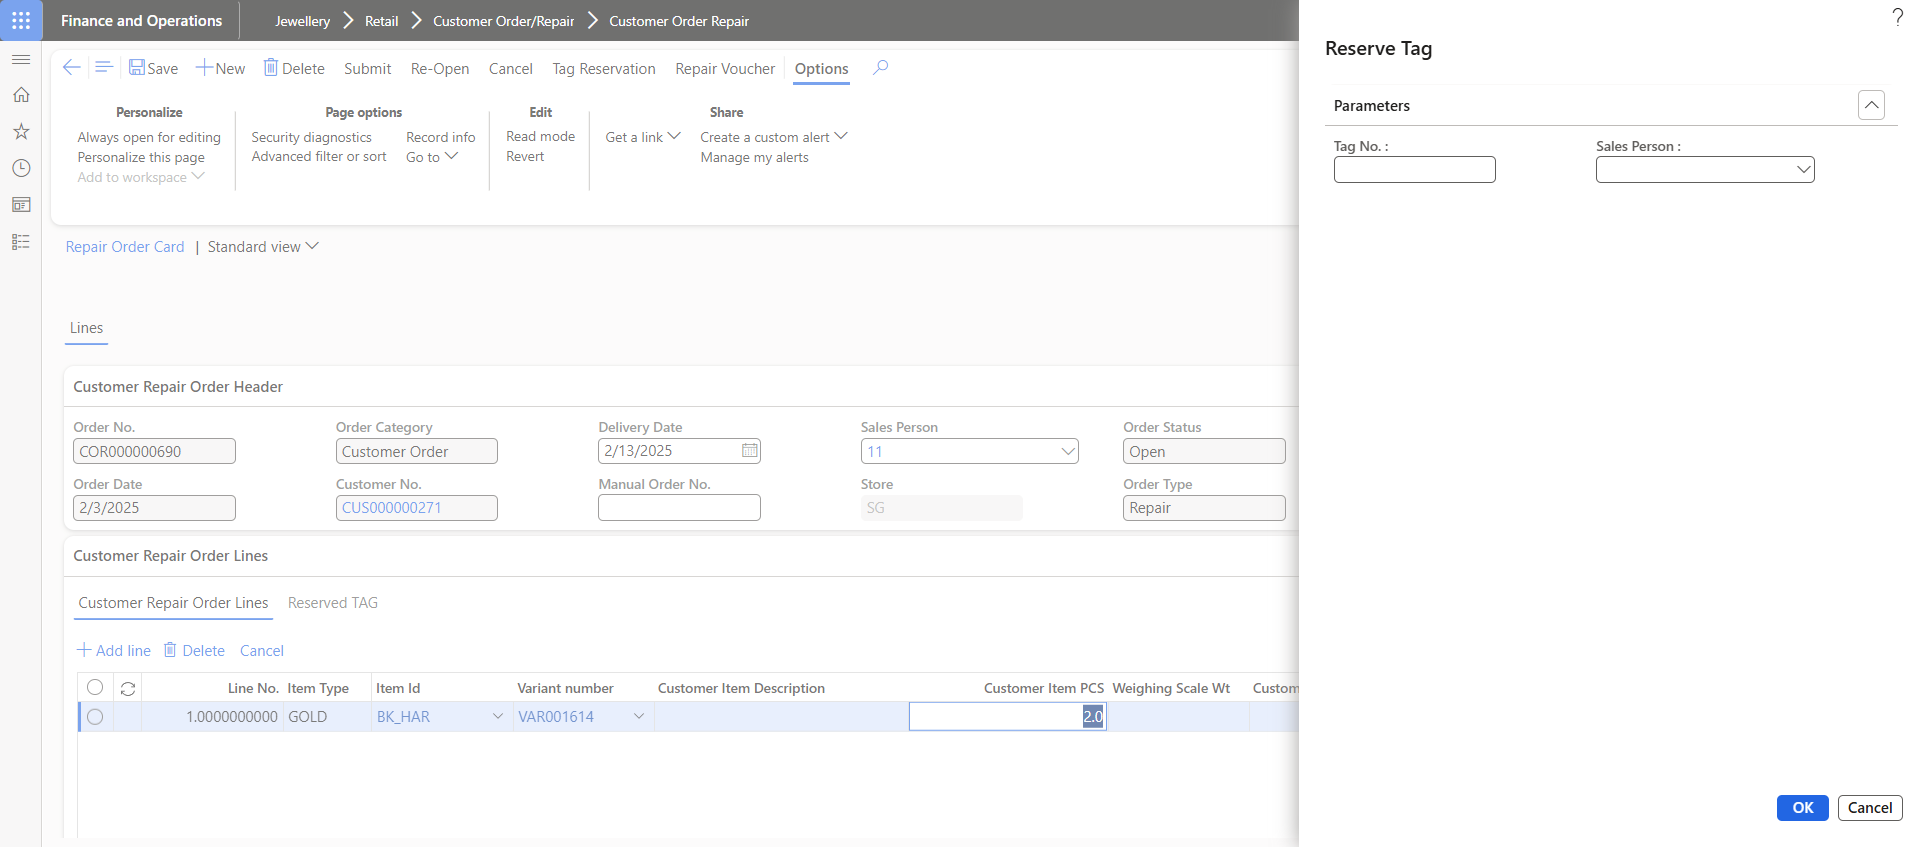 Finance and Operations
Jewellery Retail Customer Order/Repair Customer Order Repair
?
Reserve Tag
Save New Delete Submit Re-Open Cancel Tag Reservation Repair Voucher Options
Personalize
Always open for editing
Personalize this page
Add to workspace
Page options
Security diagnostics
Advanced filter or sort
Record info
Go to
Edit
Read mode
Revert
Get a link
Share
Create a custom alert
Manage my alerts
Parameters
Tag No. :
Sales Person :
Repair Order Card | Standard view
Lines
Customer Repair Order Header
Order No. Order Category Delivery Date Sales Person Order Status
COR000000690 Customer Order 2/13/2025 11 Open
Order Date Customer No. Manual Order No. Store Order Type
2/3/2025 CUS000000271 SG Repair
Customer Repair Order Lines
Customer Repair Order Lines Reserved TAG
Add line Delete Cancel
Line No. Item Type Item Id Variant number Customer Item Description Customer Item PCS Weighing Scale Wt Custom
1.0000000000 GOLD BK_HAR VAR001614 2.0
OK Cancel